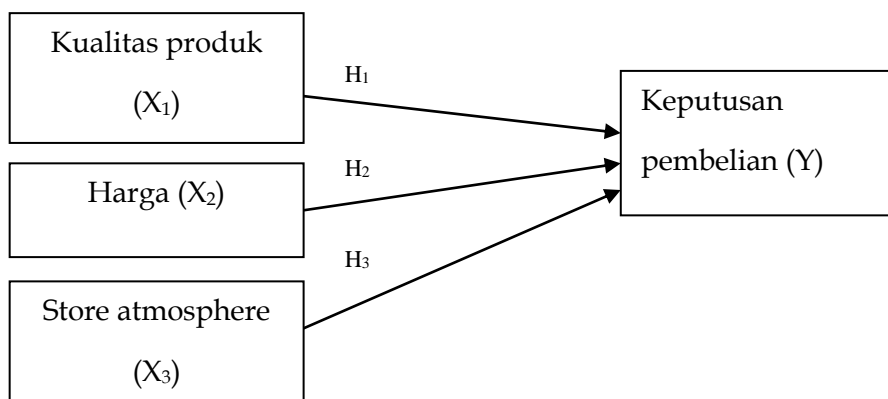 Kualitas produk
(X₁)
H₁
Keputusan
pembelian (Y)
Harga (X₂)
H₂
Store atmosphere
(X₃)
H₃